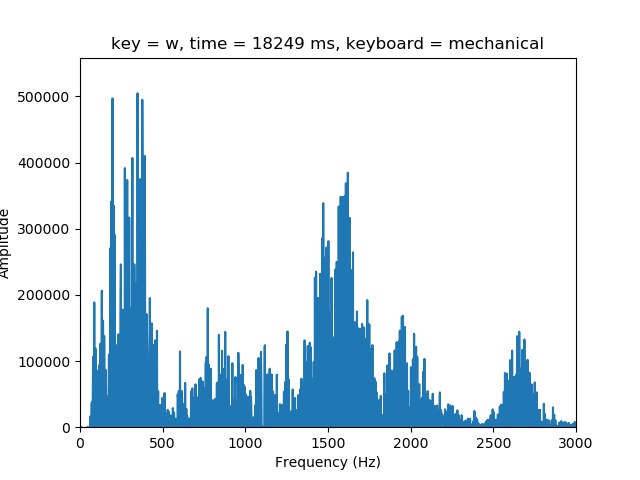 key = w, time = 18249 ms, keyboard = mechanical
Amplitude
500000
400000
300000
200000
100000
0
0 500 1000 1500 2000 2500 3000
Frequency (Hz)